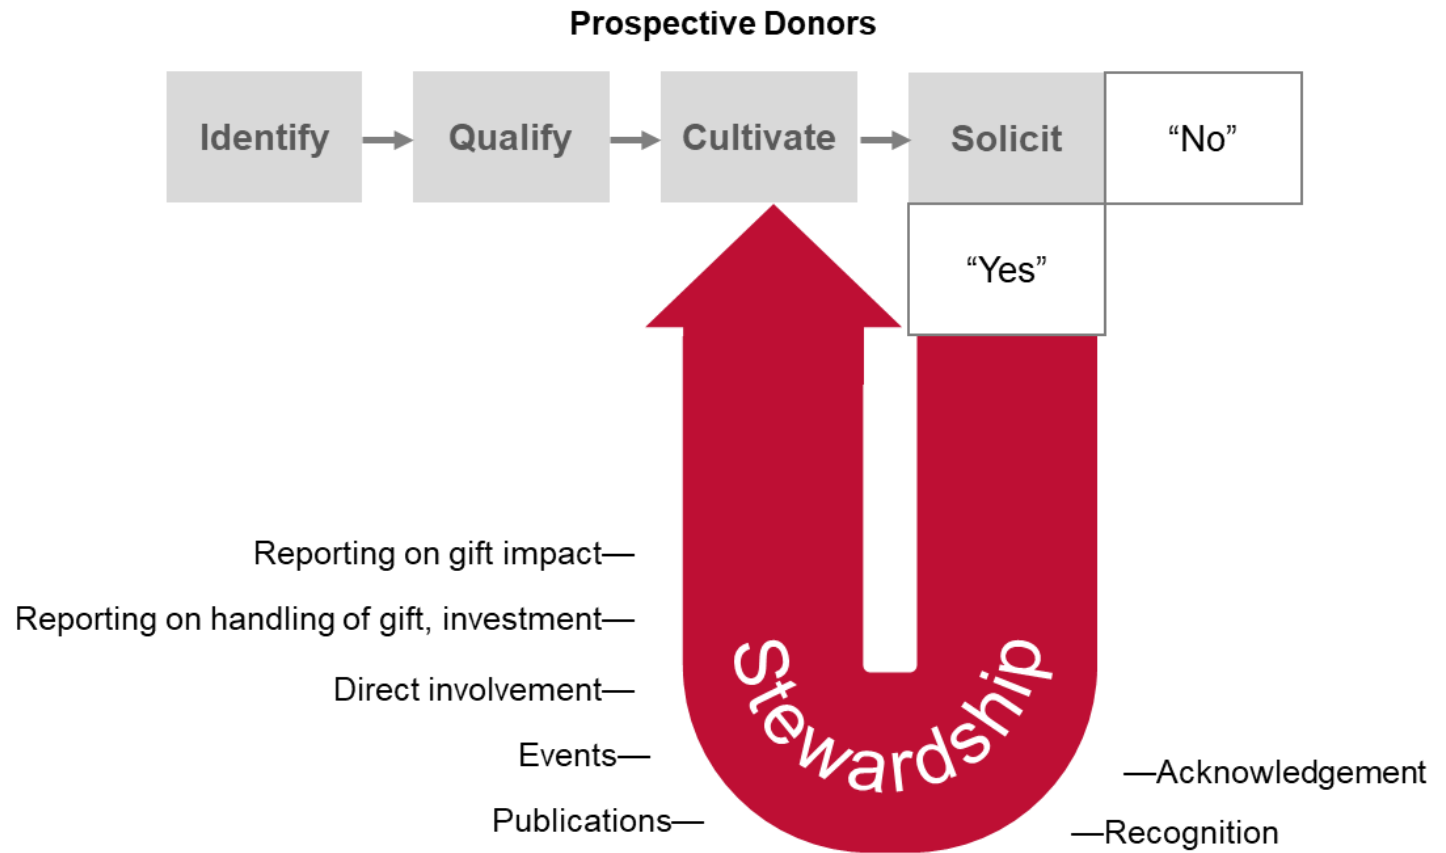 Prospective Donors
Identify
Qualify
Cultivate
Solicit
“No”
“Yes”
Reporting on gift impact—
Reporting on handling of gift, investment—
Direct involvement—
Events—
Publications—
Stewardship
—Acknowledgement
—Recognition